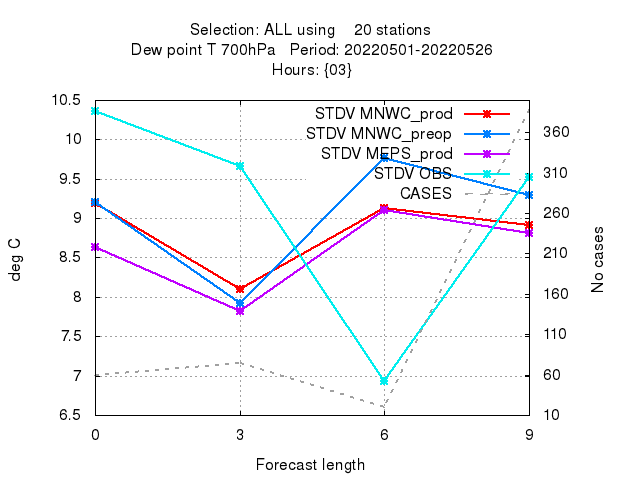 Selection: ALL using 20 stations
Dew point T 700hPa Period: 20220501-20220526
Hours: {03}
STDV MNWC_prod
STDV MNWC_preop
STDV MEPS_prod
STDV OBS
CASES
10.5
10
9.5
9
8.5
8
7.5
7
6.5
360
310
260
210
160
110
60
10
0 3 6 9
deg C
No cases
Forecast length